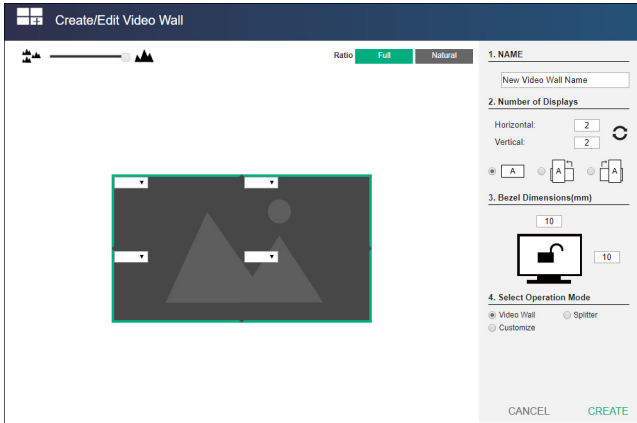 Create/Edit Video Wall
Ratio Full Natural
1. NAME
New Video Wall Name
2. Number of Displays
Horizontal: 2
Vertical: 2
A A A
3. Bezel Dimensions(mm)
10
10
4. Select Operation Mode
Video Wall Splitter
Customize
CANCEL CREATE